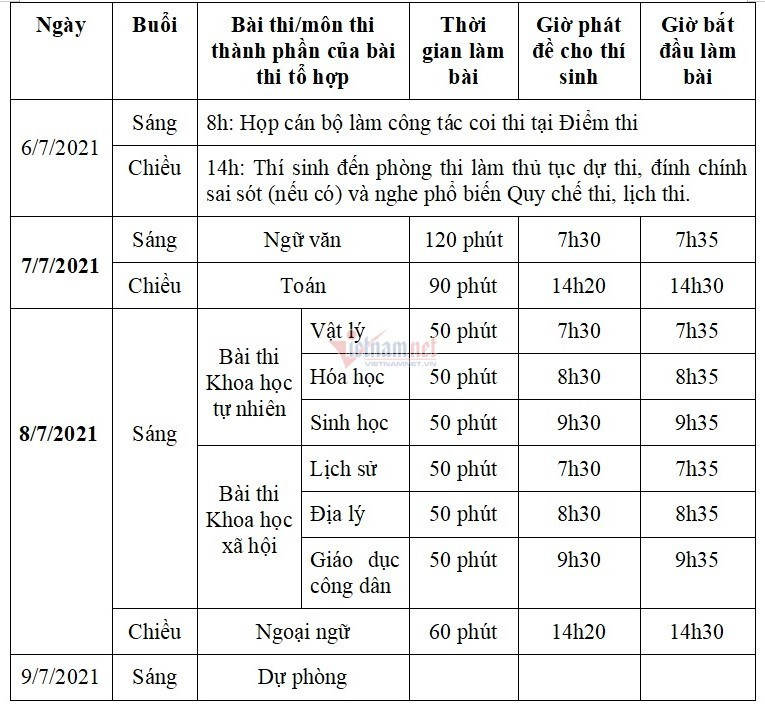 Ngày Buổi Bài thi/môn thi thành phần của bài thi tổ hợp Thời gian làm bài Giờ phát đề cho thí sinh Giờ bắt đầu làm bài
6/7/2021 Sáng 8h: Họp cán bộ làm công tác coi thi tại Điểm thi
Chiều 14h: Thí sinh đến phòng thi làm thủ tục dự thi, đính chính
sai sót (nếu có) và nghe phổ biến Quy chế thi, lịch thi.
7/7/2021 Sáng Ngữ văn 120 phút 7h30 7h35
Chiều Toán 90 phút 14h20 14h30
8/7/2021 Sáng Bài thi Khoa học tự nhiên Vật lý 50 phút 7h30 7h35
Hóa học 50 phút 8h30 8h35
Sinh học 50 phút 9h30 9h35
Bài thi Khoa học xã hội Lịch sử 50 phút 7h30 7h35
Địa lý 50 phút 8h30 8h35
Giáo dục công dân 50 phút 9h30 9h35
Chiều Ngoại ngữ 60 phút 14h20 14h30
9/7/2021 Sáng Dự phòng
Vietnamnet
VIETNAMNET.VN